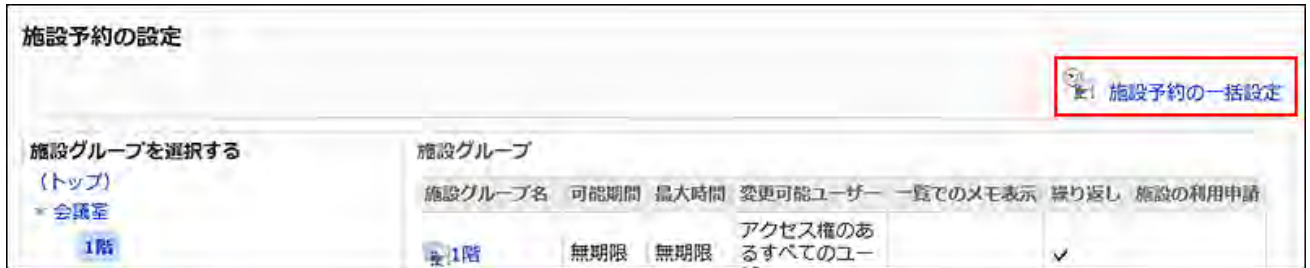 施設予約の設定
施設予約の一括設定
施設グループを選択する
(トップ)
会議室
1階
施設グループ
施設グループ名 可能期間 最大時間 変更可能ユーザー 一覧でのメモ表示 繰り返し 施設の利用申請
1階 無期限 無期限 アクセス権のあ
るすべてのユー